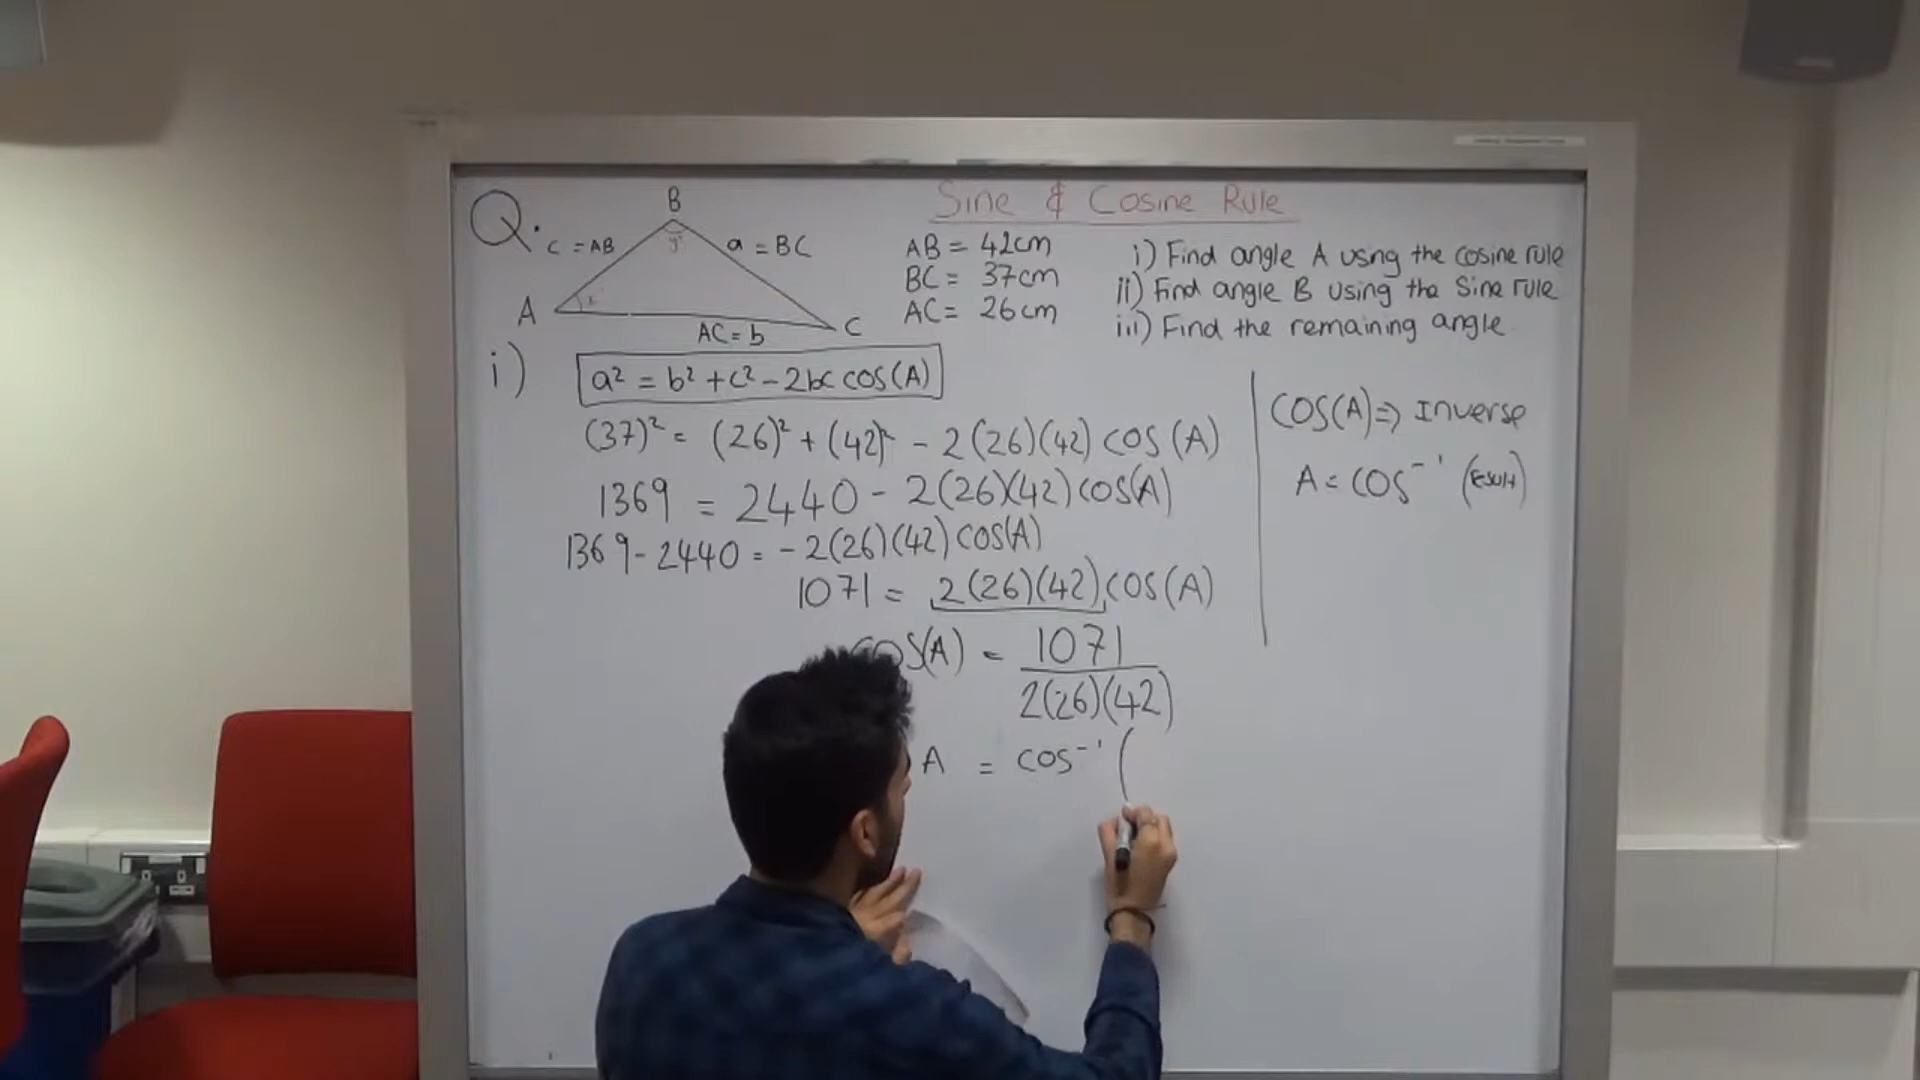 Sine & Cosine Rule
Q.
B
c = AB
a = BC
y°
A
x
C
AC = b
AB = 42cm
BC = 37cm
AC = 26cm
i) Find angle A using the cosine rule
ii) Find angle B using the Sine rule
iii) Find the remaining angle
i)
a² = b² + c² - 2bc cos(A)
(37)² = (26)² + (42)² - 2(26)(42) cos(A)
1369 = 2440 - 2(26)(42)cos(A)
1369 - 2440 = -2(26)(42) cos(A)
1071 = 2(26)(42) cos(A)
cos(A) = 1071
2(26)(42)
A = cos⁻¹ (
cos(A) => Inverse
A = cos⁻¹ (result)